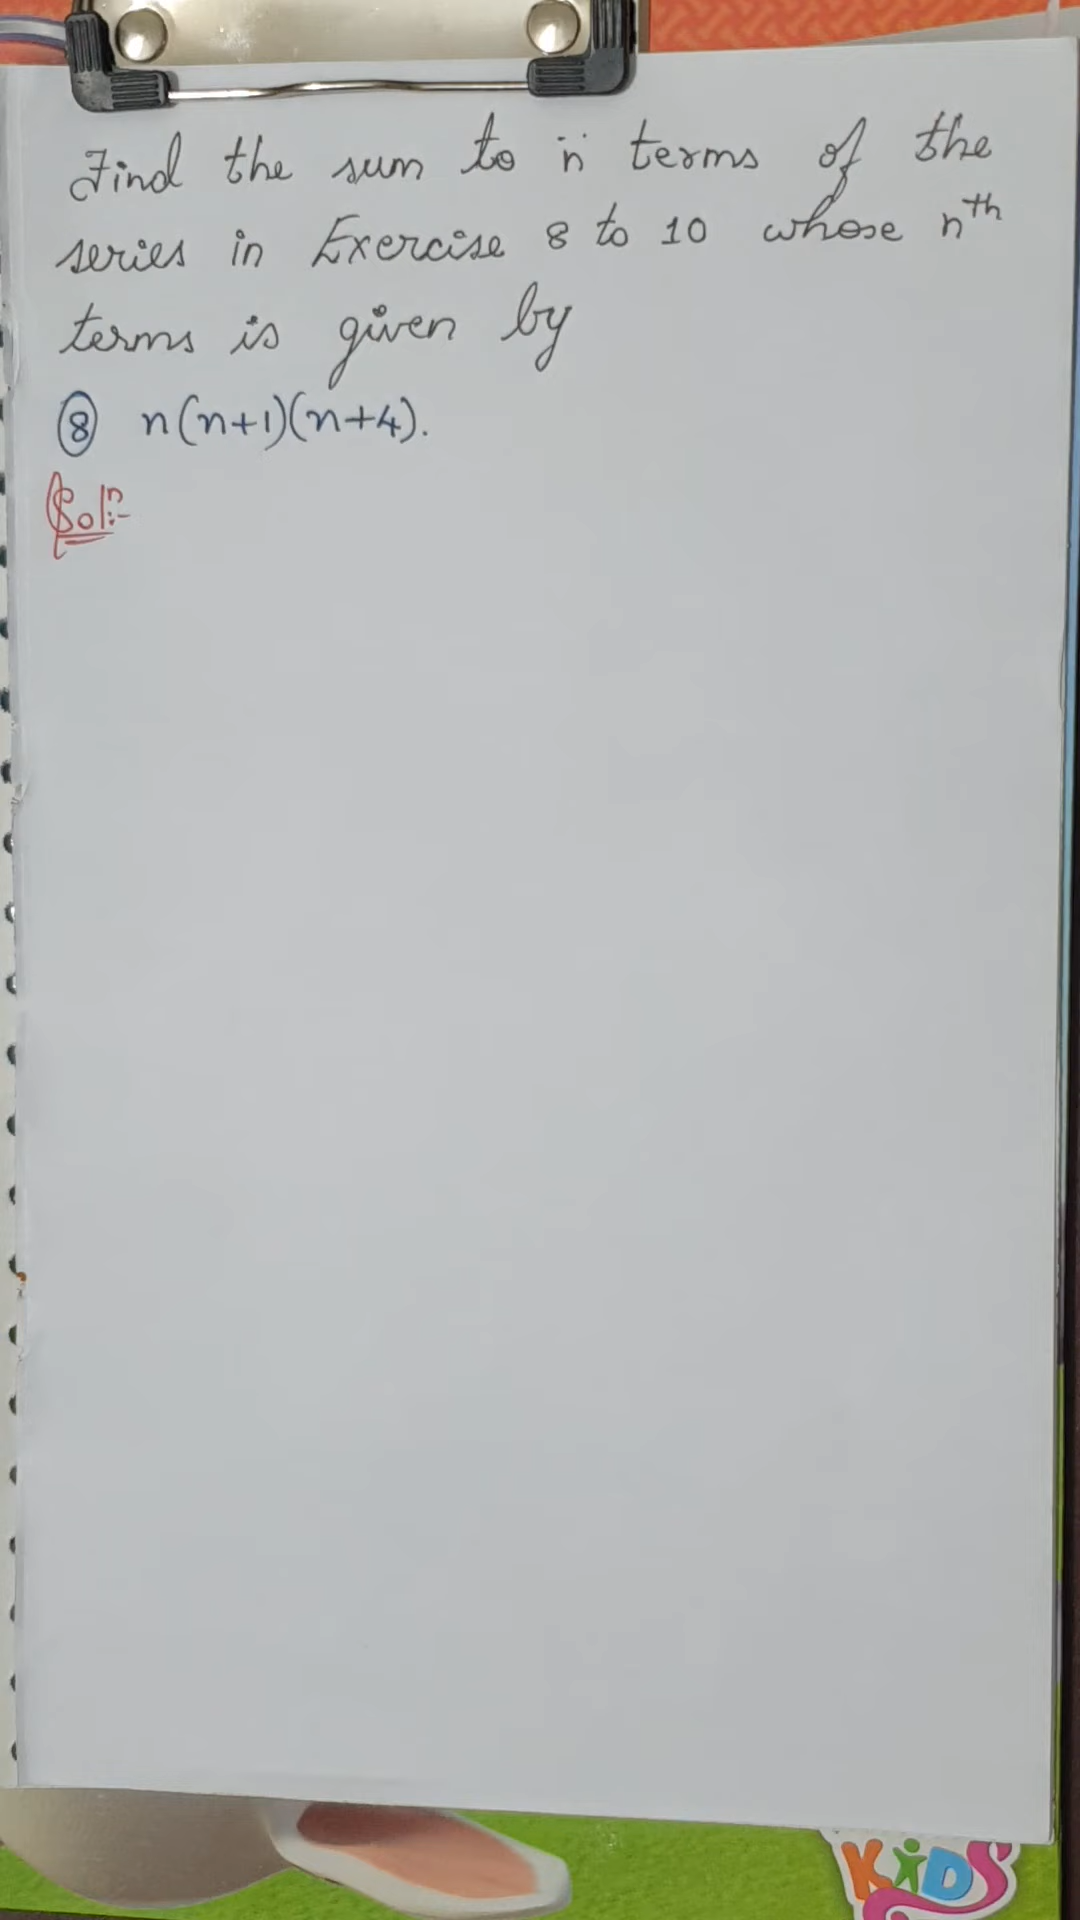 Find the sum to 'n' terms of the
series in Exercise 8 to 10 whose nᵗʰ
terms is given by
⑧ n(n+1)(n+4).
Solⁿ:-
KiDS